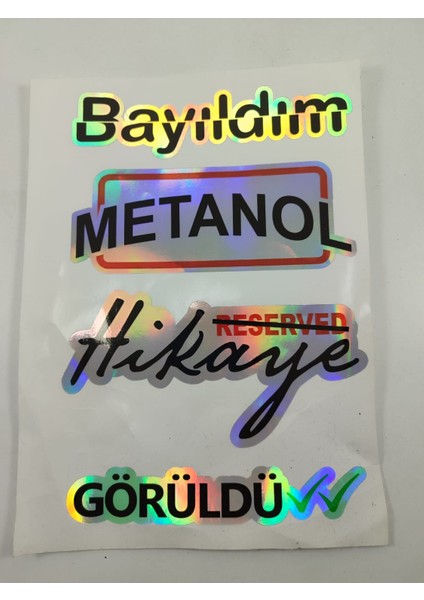 Bayıldım
METANOL
RESERVED
Hikaye
GÖRÜLDÜ